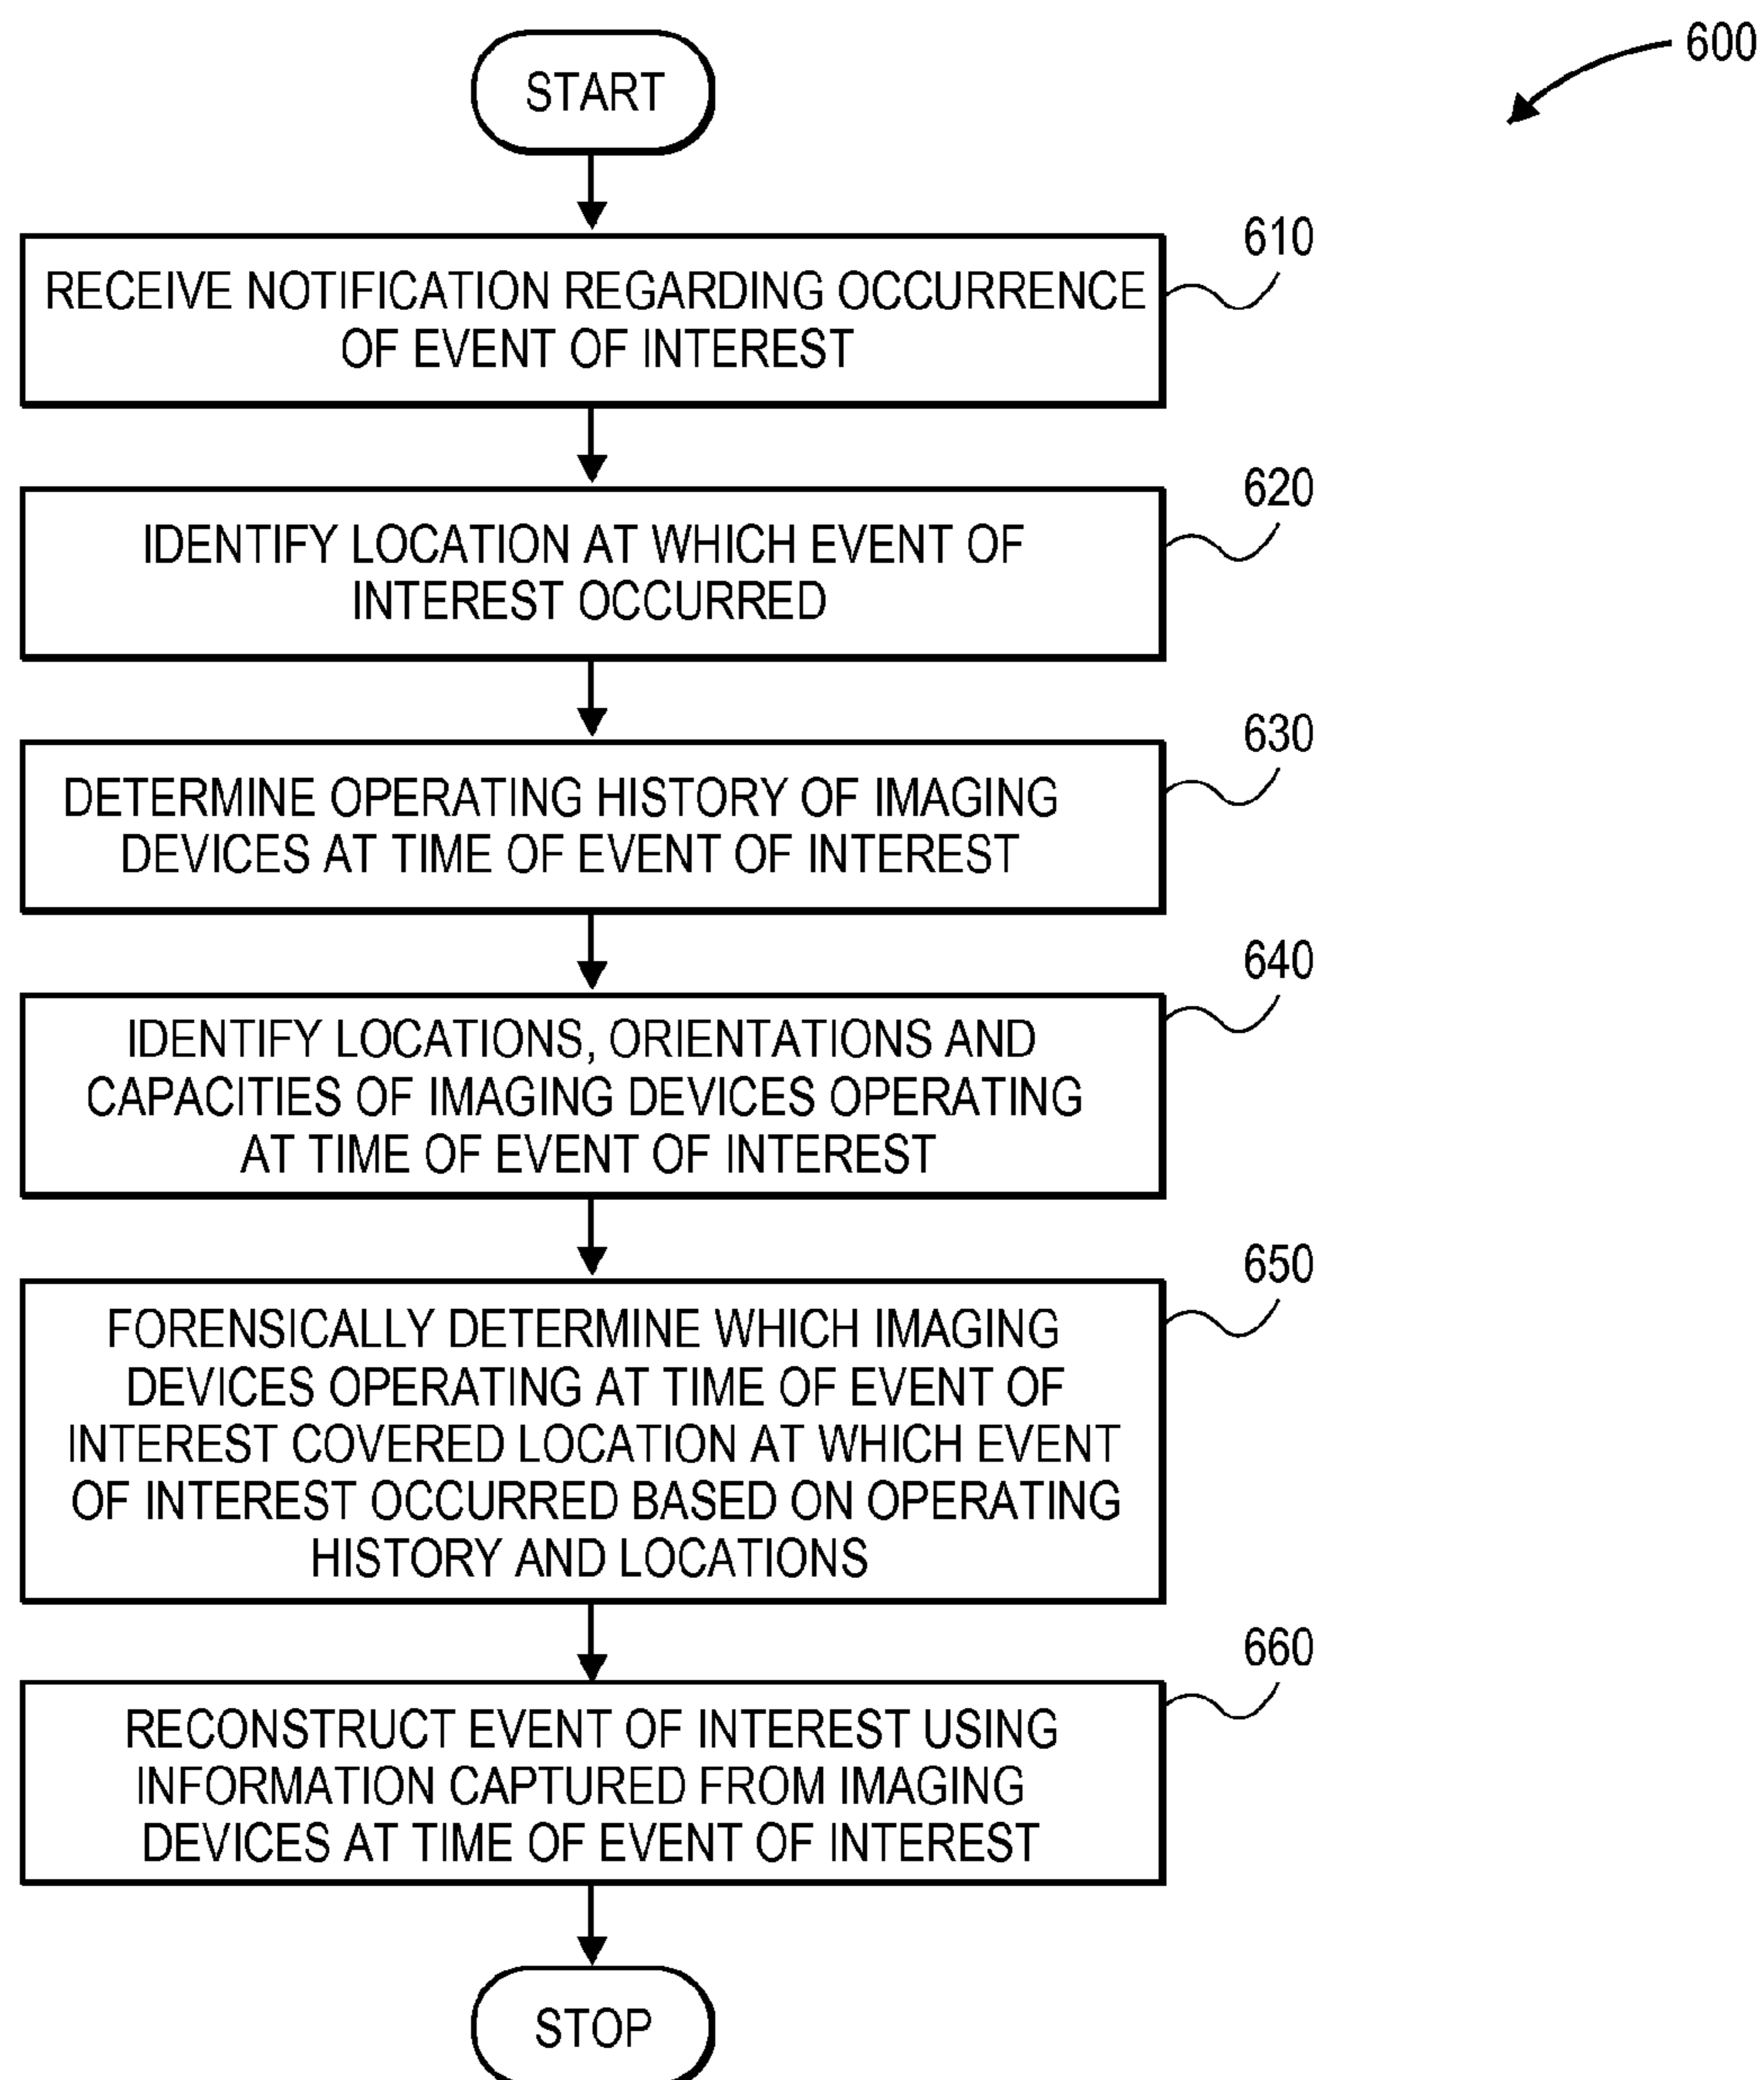 600
START
610
RECEIVE NOTIFICATION REGARDING OCCURRENCE
OF EVENT OF INTEREST
620
IDENTIFY LOCATION AT WHICH EVENT OF
INTEREST OCCURRED
630
DETERMINE OPERATING HISTORY OF IMAGING
DEVICES AT TIME OF EVENT OF INTEREST
640
IDENTIFY LOCATIONS, ORIENTATIONS AND
CAPACITIES OF IMAGING DEVICES OPERATING
AT TIME OF EVENT OF INTEREST
650
FORENSICALLY DETERMINE WHICH IMAGING
DEVICES OPERATING AT TIME OF EVENT OF
INTEREST COVERED LOCATION AT WHICH EVENT
OF INTEREST OCCURRED BASED ON OPERATING
HISTORY AND LOCATIONS
660
RECONSTRUCT EVENT OF INTEREST USING
INFORMATION CAPTURED FROM IMAGING
DEVICES AT TIME OF EVENT OF INTEREST
STOP